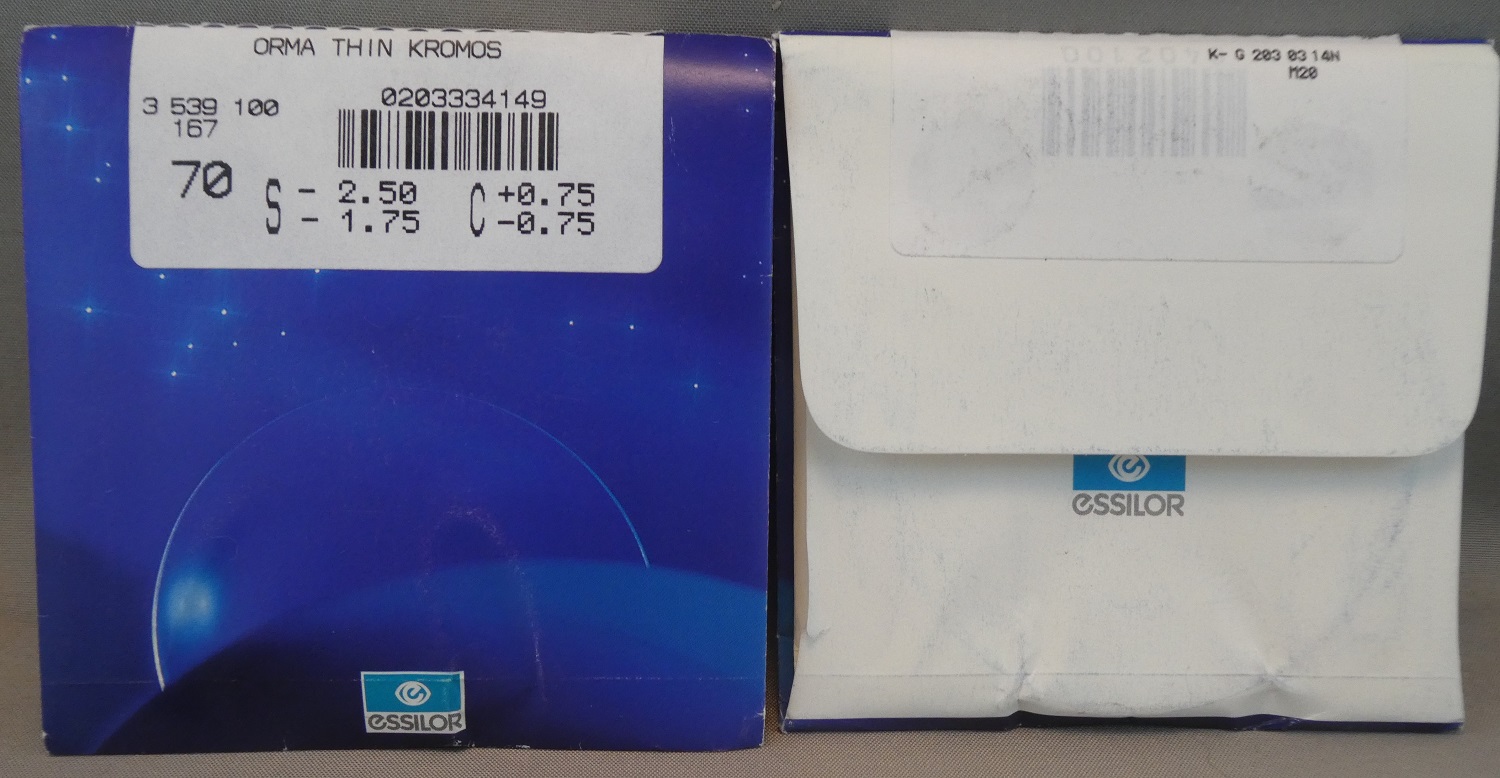 ORMA THIN KROMOS
3 539 100
167
0203334149
70
S - 2.50 C +0.75
- 1.75 -0.75
essilor
K- G 203 03 14N
M20
essilor